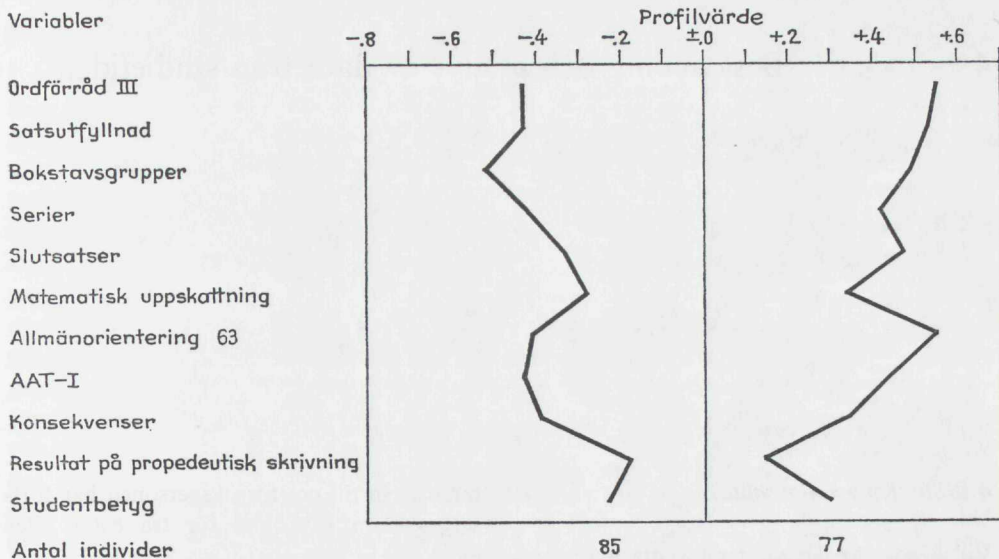 Variabler Profilvärde
−.8 −.6 −.4 −.2 ±.0 +.2 +.4 +.6
Ordförråd III
Satsutfyllnad
Bokstavsgrupper
Serier
Slutsatser
Matematisk uppskattning
Allmänorientering 63
AAT–I
Konsekvenser
Resultat på propedeutisk skrivning
Studentbetyg
Antal individer 85 77